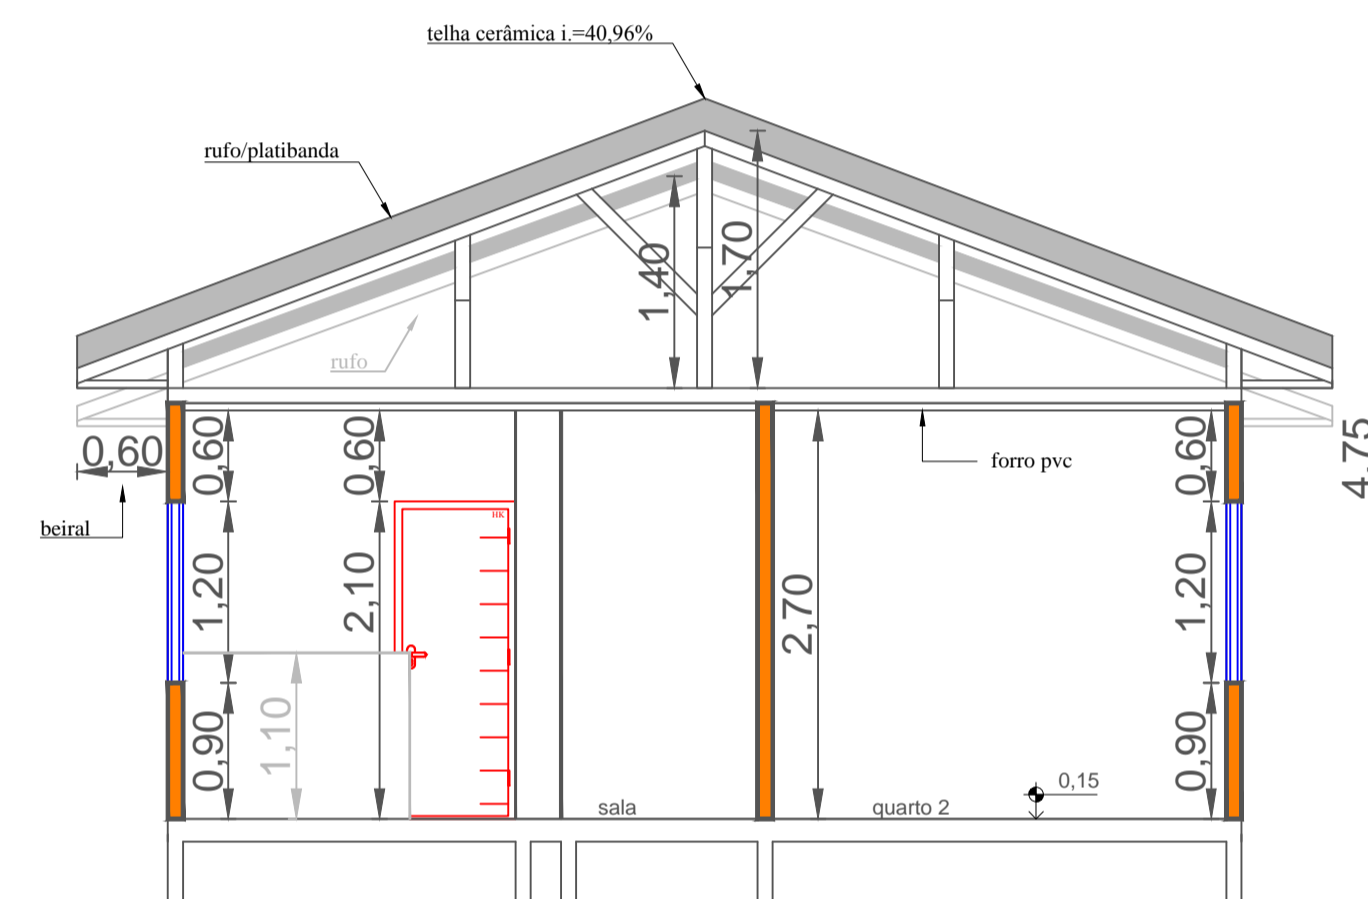 telha cerâmica i.=40,96%
rufo/platibanda
1,40
1,70
rufo
0,60
0,60
0,60
0,60
4,75
forro pvc
beiral
HK
1,20
2,10
2,70
1,20
0,90
1,10
0,90
0,15
sala
quarto 2